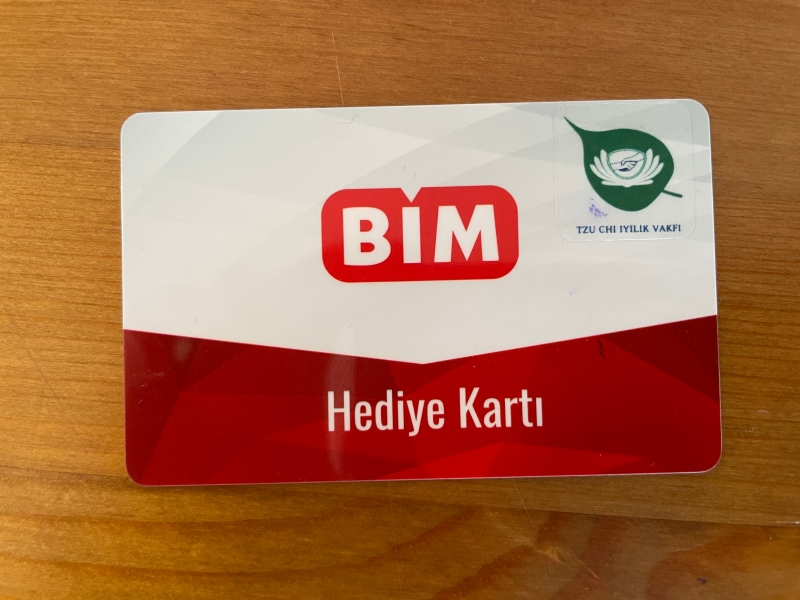 BİM
TZU CHI IYILIK VAKFI
Hediye Kartı